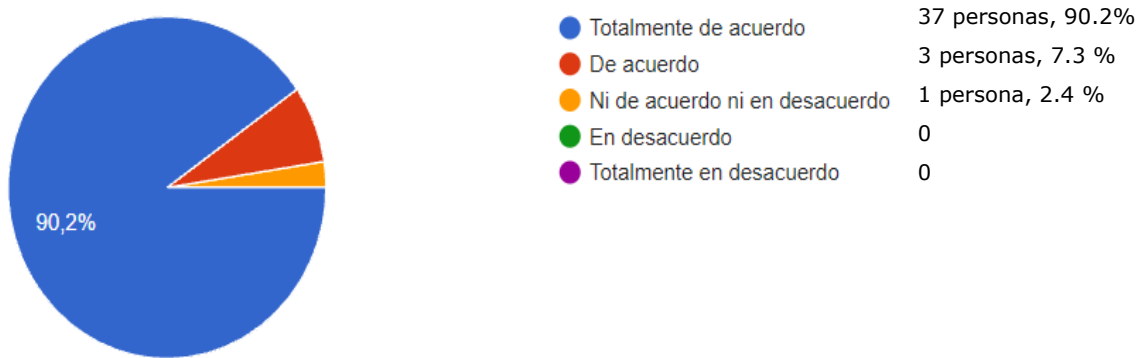 90,2%
Totalmente de acuerdo 37 personas, 90.2%
De acuerdo 3 personas, 7.3 %
Ni de acuerdo ni en desacuerdo 1 persona, 2.4 %
En desacuerdo 0
Totalmente en desacuerdo 0